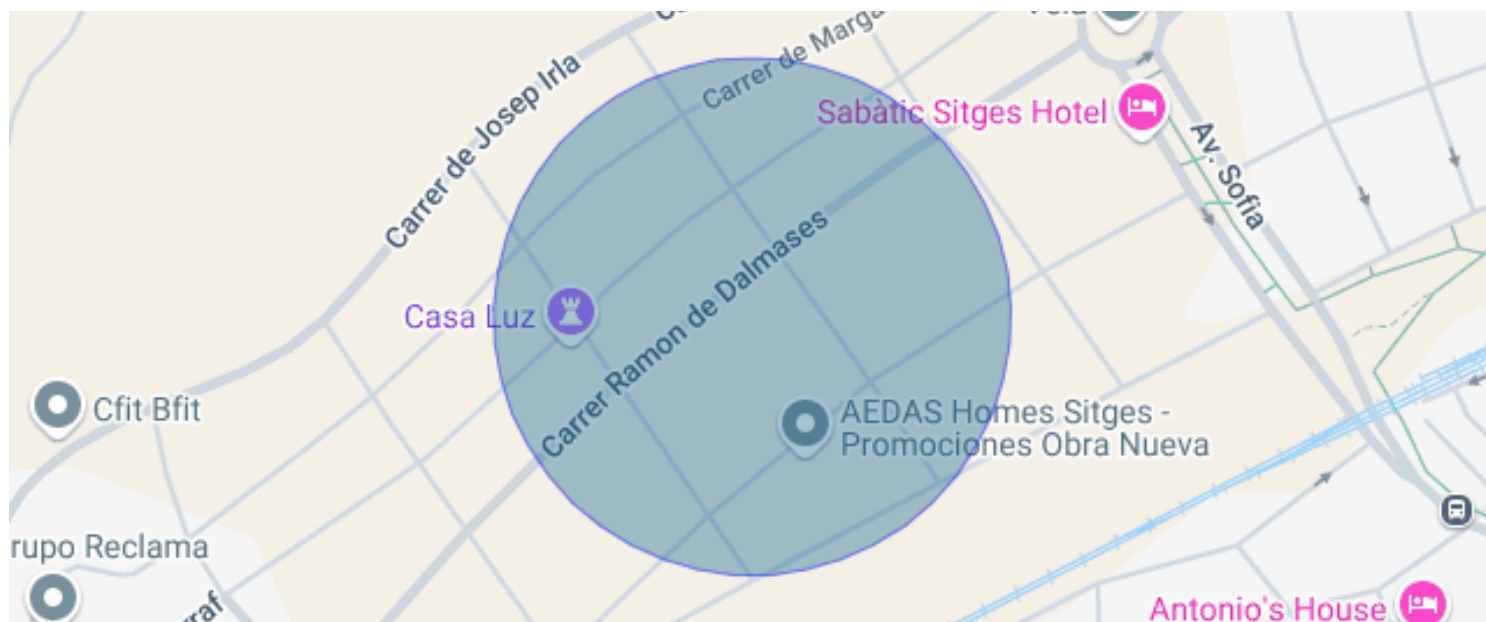 Carrer de Marga
Carrer de Josep Irla
Sabàtic Sitges Hotel
Av. Sofia
Carrer Ramon de Dalmases
Casa Luz
Cfit Bfit
AEDAS Homes Sitges -
Promociones Obra Nueva
rupo Reclama
Antonio's House